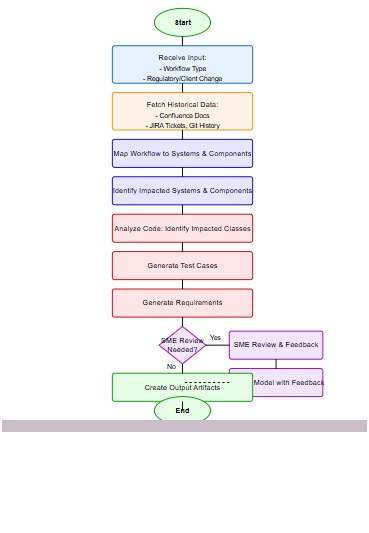 Start
Receive Input:
- Workflow Type
- Regulatory/Client Change
Fetch Historical Data:
- Confluence Docs
- JIRA Tickets, Git History
Map Workflow to Systems & Components
Identify Impacted Systems & Components
Analyze Code: Identify Impacted Classes
Generate Test Cases
Generate Requirements
SME Review
Needed?
Yes
SME Review & Feedback
No
Model with Feedback
Create Output Artifacts
End